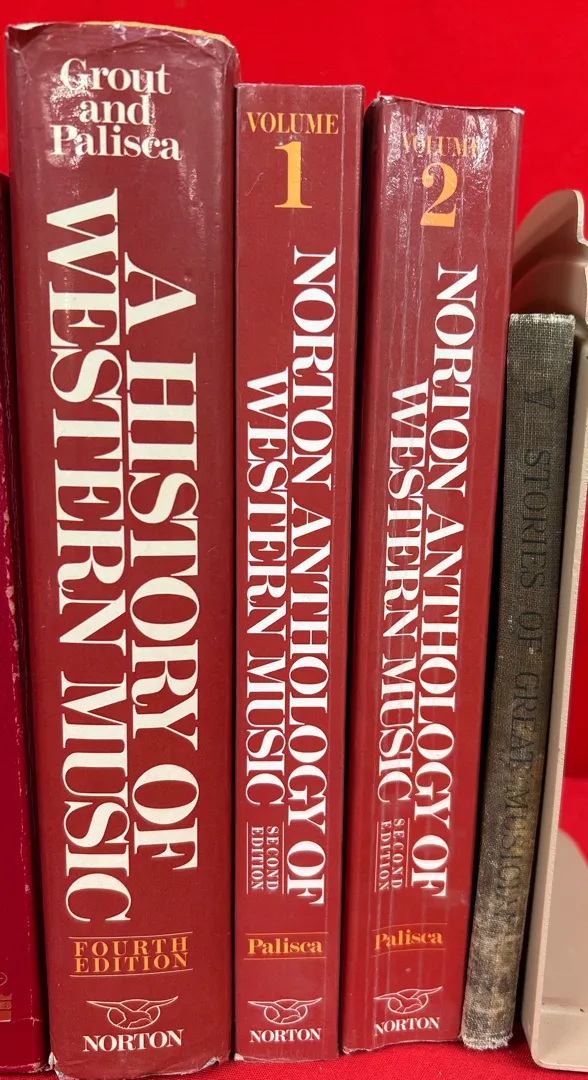 Grout
and
Palisca
A HISTORY OF
WESTERN MUSIC
FOURTH
EDITION
NORTON
VOLUME
1
NORTON ANTHOLOGY OF
WESTERN MUSIC
SECOND
EDITION
Palisca
NORTON
VOLUME
2
NORTON ANTHOLOGY OF
WESTERN MUSIC
SECOND
EDITION
Palisca
NORTON
STORIES OF GREAT